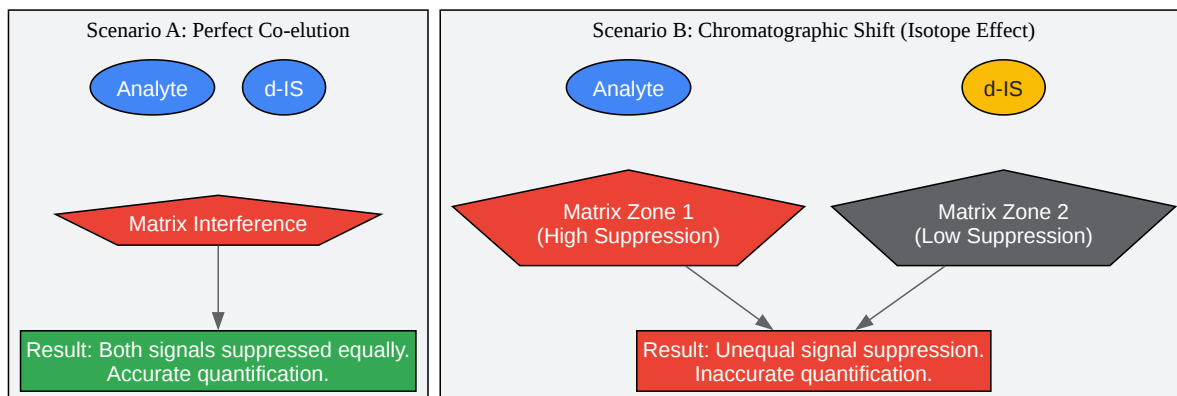 Scenario A: Perfect Co-elution
Analyte
d-IS
Matrix Interference
Result: Both signals suppressed equally.
Accurate quantification.
Scenario B: Chromatographic Shift (Isotope Effect)
Analyte
d-IS
Matrix Zone 1
(High Suppression)
Matrix Zone 2
(Low Suppression)
Result: Unequal signal suppression.
Inaccurate quantification.